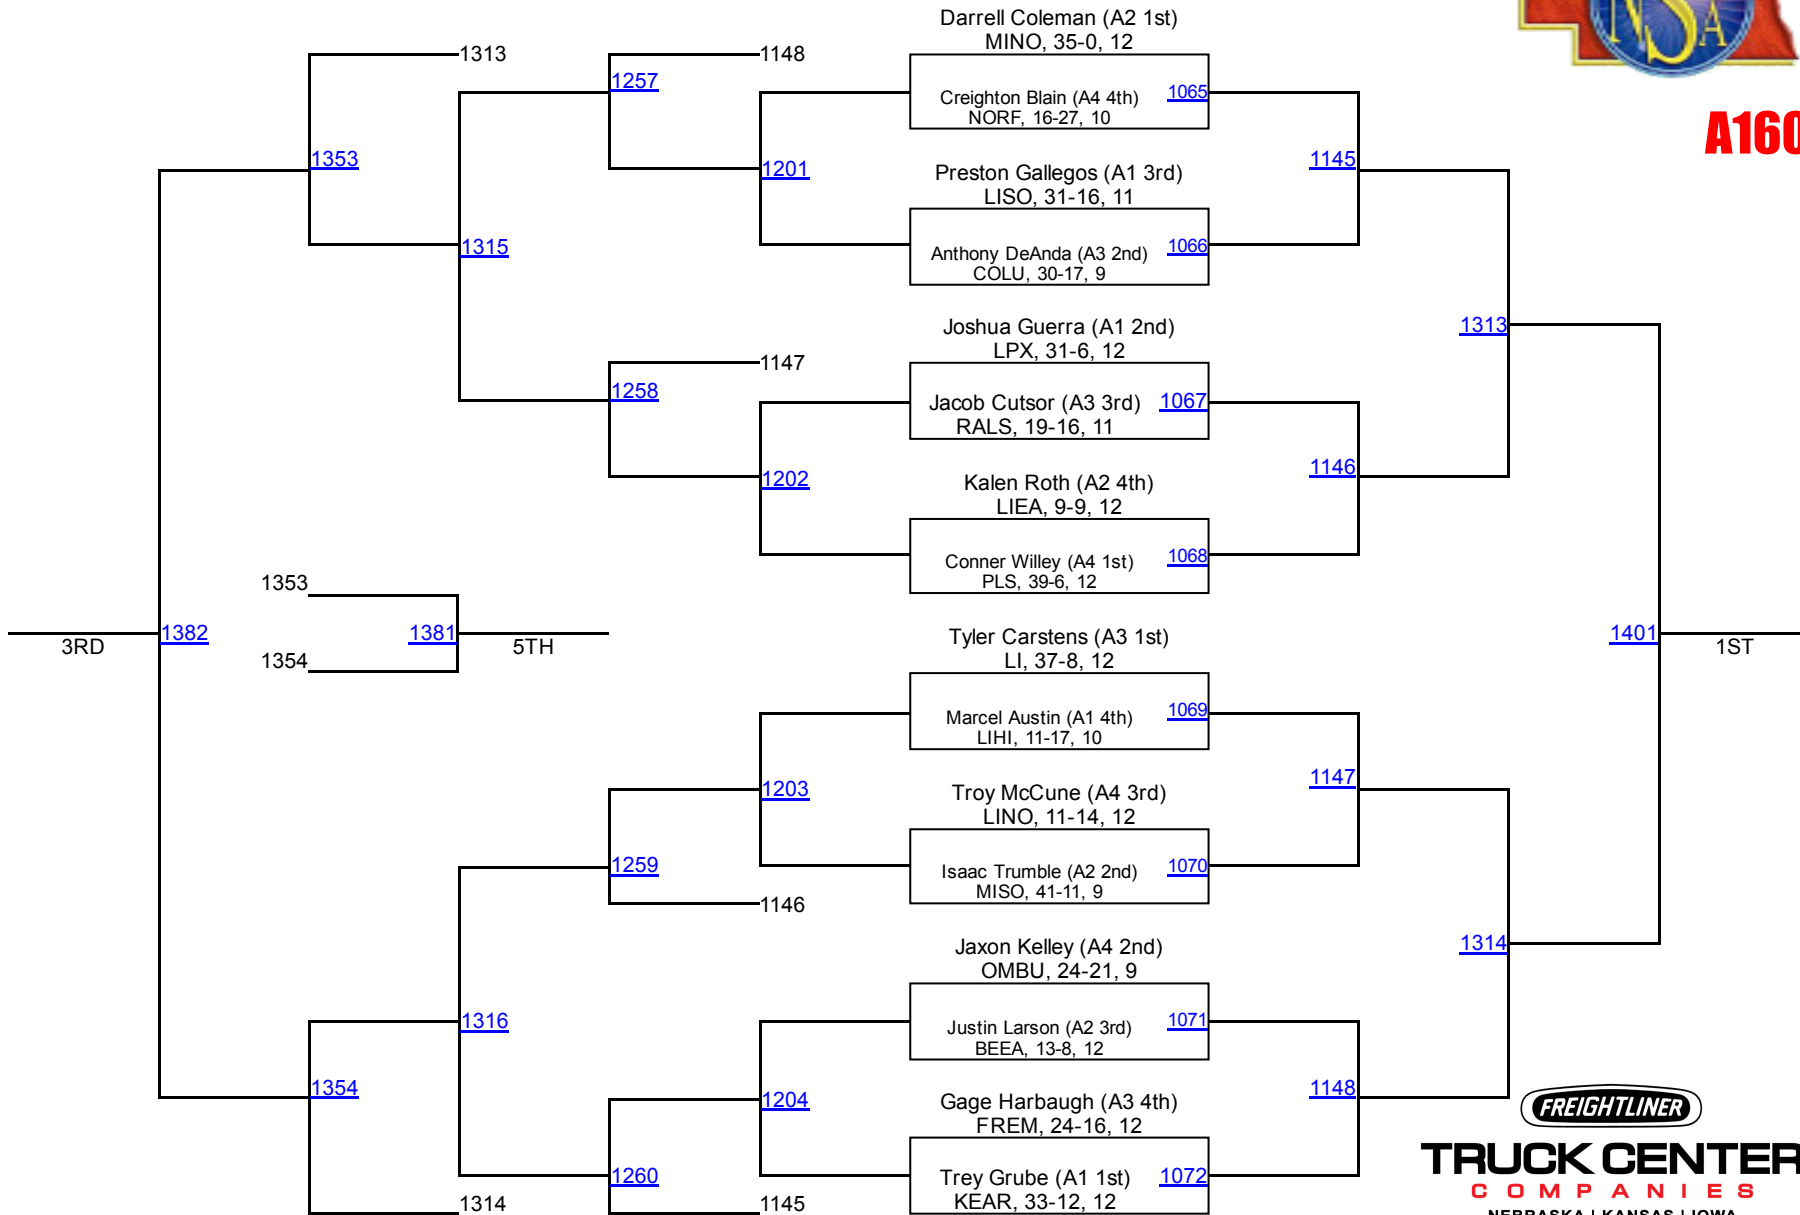 Darrell Coleman (A2 1st)
MINO, 35-0, 12
NSA
1313
1148
1257
Creighton Blain (A4 4th)
1065
NORF, 16-27, 10
A160
1353
1201
1145
Preston Gallegos (A1 3rd)
LISO, 31-16, 11
1315
Anthony DeAnda (A3 2nd)
1066
COLU, 30-17, 9
Joshua Guerra (A1 2nd)
1313
LPX, 31-6, 12
1147
1258
Jacob Cutsor (A3 3rd)
1067
RALS, 19-16, 11
1202
1146
Kalen Roth (A2 4th)
LIEA, 9-9, 12
Conner Willey (A4 1st)
1068
PLS, 39-6, 12
1353
3RD
1382
1381
5TH
1354
Tyler Carstens (A3 1st)
LI, 37-8, 12
1401
1ST
Marcel Austin (A1 4th)
1069
LIHI, 11-17, 10
1203
1147
Troy McCune (A4 3rd)
LINO, 11-14, 12
1259
Isaac Trumble (A2 2nd)
1070
MISO, 41-11, 9
1146
Jaxon Kelley (A4 2nd)
OMBU, 24-21, 9
1314
1316
Justin Larson (A2 3rd)
1071
BEEA, 13-8, 12
1354
1204
1148
Gage Harbaugh (A3 4th)
FREM, 24-16, 12
1260
Trey Grube (A1 1st)
1072
KEAR, 33-12, 12
1314
1145
FREIGHTLINER
TRUCK CENTER
COMPANIES
NEBRASKA | KANSAS | IOWA